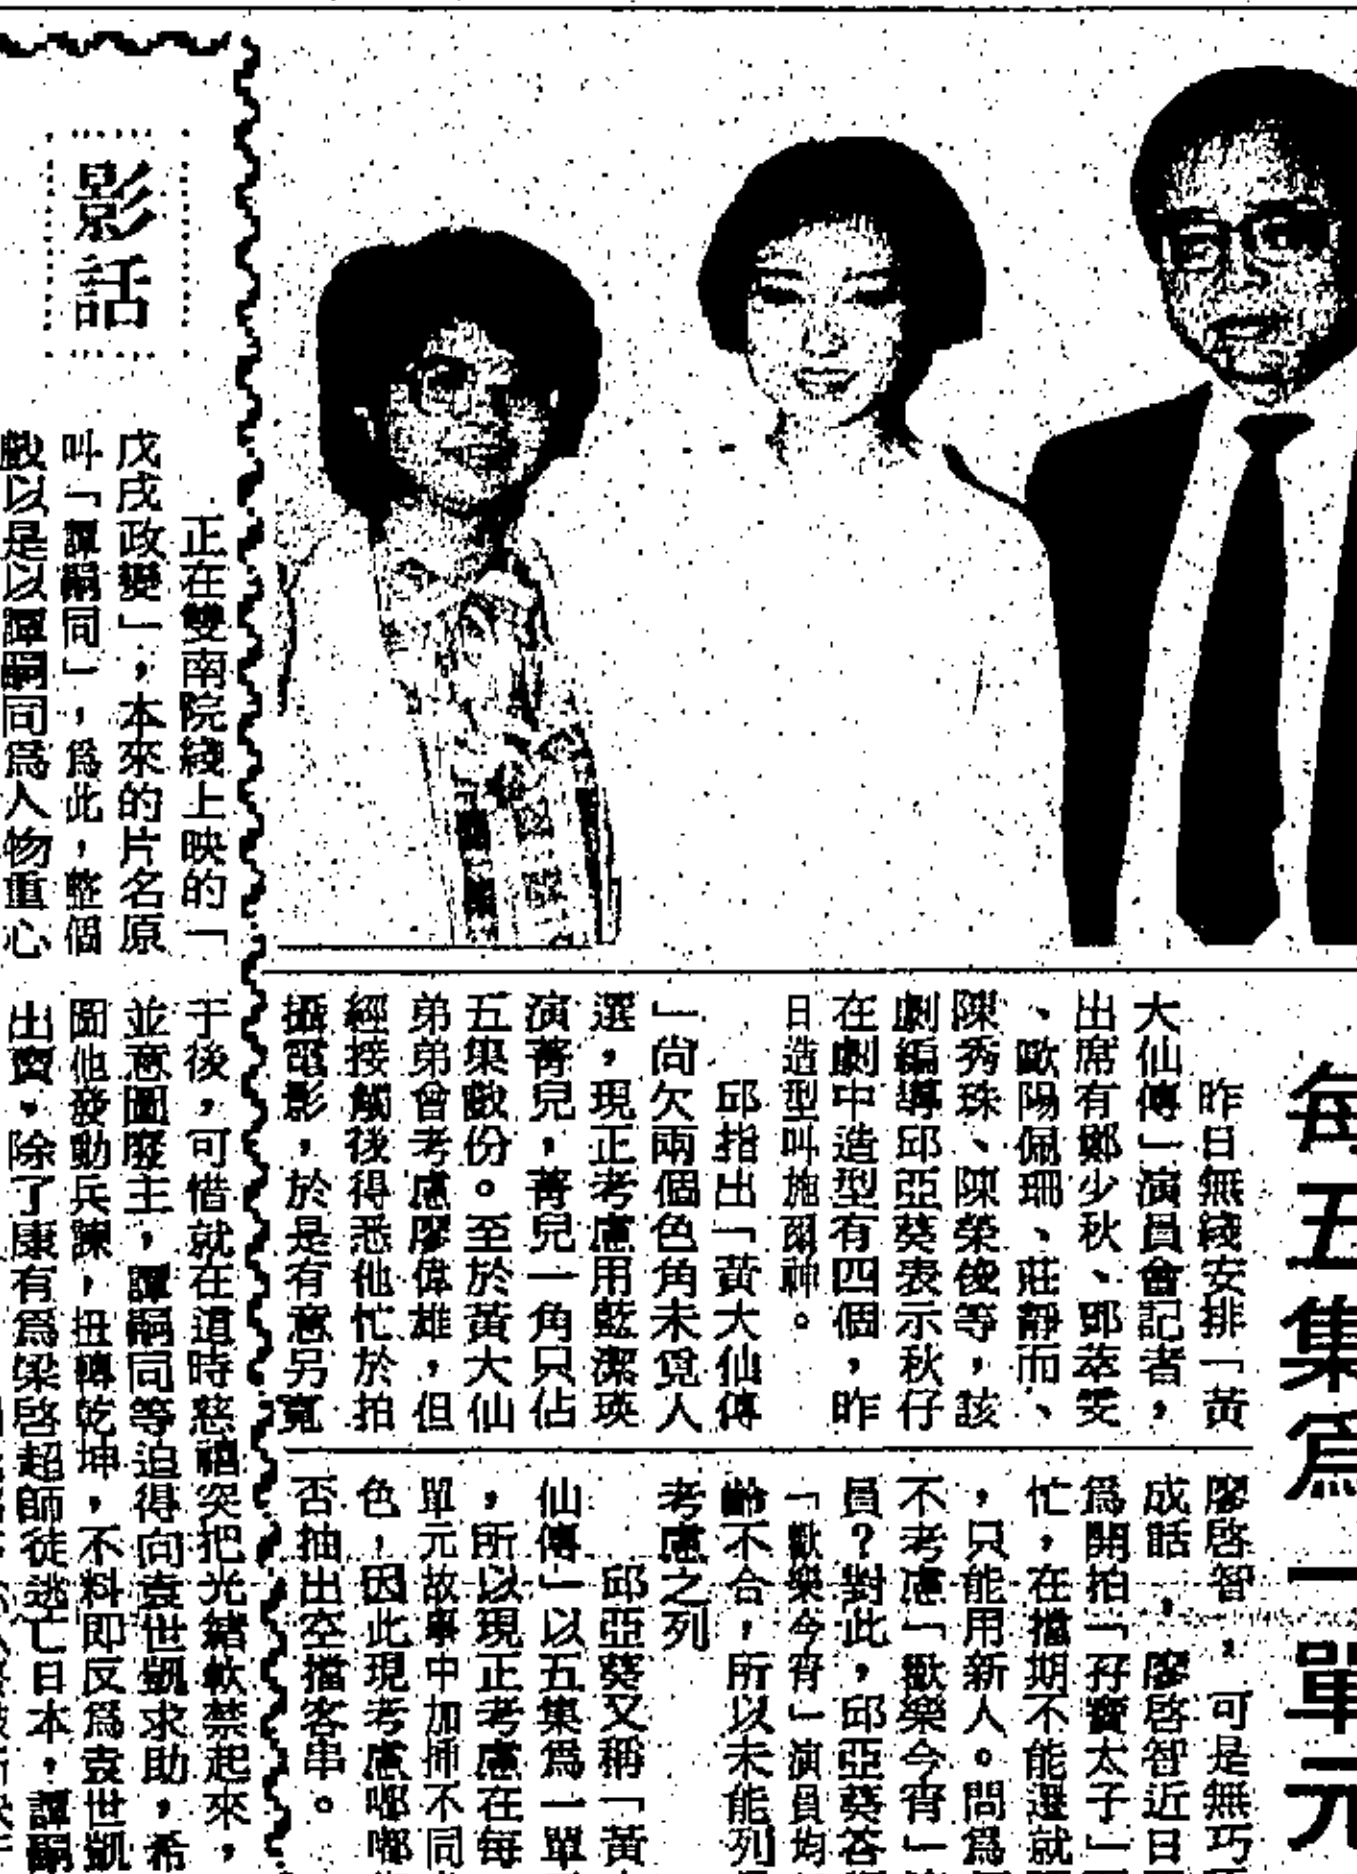 每五集爲一單元
昨日無綫安排「黃
大仙傳」演員會記者,
出席有鄭少秋、鄧萃雯
、歐陽佩珊、莊靜而、
陳秀珠、陳榮俊等,該
劇編導邱亞葵表示秋仔
在劇中造型有四個,昨
日造型叫施爾神。
邱指出「黃大仙傳
」尚欠兩個色角未覓人
選,現正考慮用藍潔瑛
演菁兒,菁兒一角只佔
五集戲份。至於黃大仙
弟弟曾考慮廖偉雄,但
經接觸後得悉他忙於拍
攝電影,於是有意另覓
廖啓智,可是無巧
成話,廖啓智近日
爲開拍「孖寶太子」
忙,在檔期不能遷就
,只能用新人。問爲
不考慮「歡樂今宵」
員?對此,邱亞葵答
「歡樂今宵」演員均
齡不合,所以未能列
考慮之列
邱亞葵又稱「黃
仙傳」以五集爲一單
,所以現正考慮在每
單元故事中加揷不同
色,因此現考慮嘟嘟
否抽出空檔客串。
影話
正在雙南院綫上映的「
戊戌政變」,本來的片名原
叫「譚嗣同」,爲此,整個
戲以是以譚嗣同爲人物重心
于後,可惜就在這時慈禧突把光緒軟禁起來,
並意圖廢主,譚嗣同等迫得向袁世凱求助,希
圖他發動兵諫,扭轉乾坤,不料即反爲袁世凱
出賣,除了康有爲梁啓超師徒逃亡日本,譚嗣